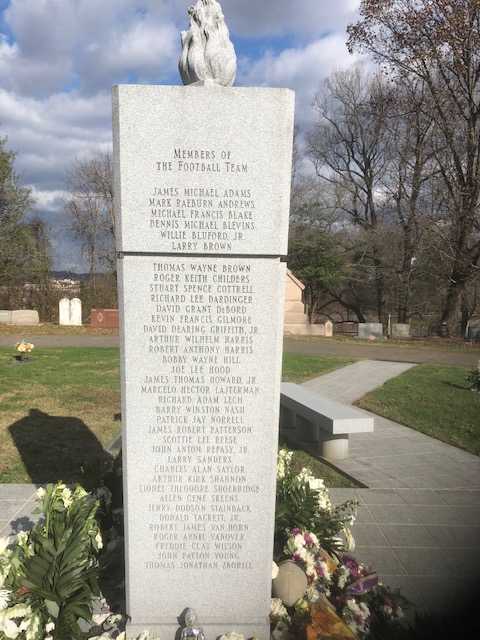 MEMBERS OF
THE FOOTBALL TEAM
JAMES MICHAEL ADAMS
MARK RAEBURN ANDREWS
MICHAEL FRANCIS BLAKE
DENNIS MICHAEL BLEVINS
WILLIE BLUFORD, JR
LARRY BROWN
THOMAS WAYNE BROWN
ROGER KEITH CHILDERS
STUART SPENCE COTTRELL
RICHARD LEE DARDINGER
DAVID GRANT DEBORD
KEVIN FRANCIS GILMORE
DAVID DEARING GRIFFITH, JR
ARTHUR WILHELM HARRIS
ROBERT ANTHONY HARRIS
BOBBY WAYNE HILL
JOE LEE HOOD
JAMES THOMAS HOWARD, JR
MARCELO HECTOR LAJTERMAN
RICHARD ADAM LECH
BARRY WINSTON NASH
PATRICK JAY NORRELL
JAMES ROBERT PATTERSON
SCOTTIE LEE REESE
JOHN ANTON REPASY, JR
LARRY SANDERS
CHARLES ALAN SAYLOR
ARTHUR KIRK SHANNON
LIONEL THEODORE SHOEBRIDGE
ALLEN GENE SKEENS
JERRY DODSON STAINBACK
DONALD TACKETT, JR
ROBERT JAMES VAN HORN
ROGER ARNIE VANOVER
FREDDIE CLAY WILSON
JOHN PATTON YOUNG
THOMAS JONATHAN ZBORILL